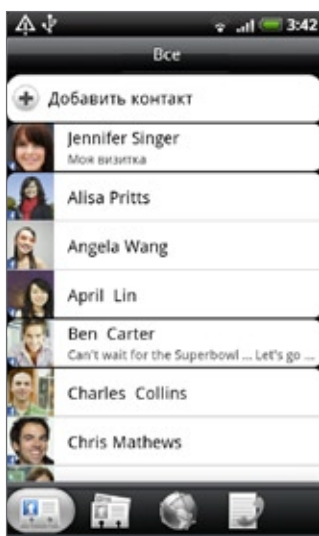 3:42
Все
Добавить контакт
Jennifer Singer
Моя визитка
Alisa Pritts
Angela Wang
April Lin
Ben Carter
Can't wait for the Superbowl ... Let's go ...
Charles Collins
Chris Mathews